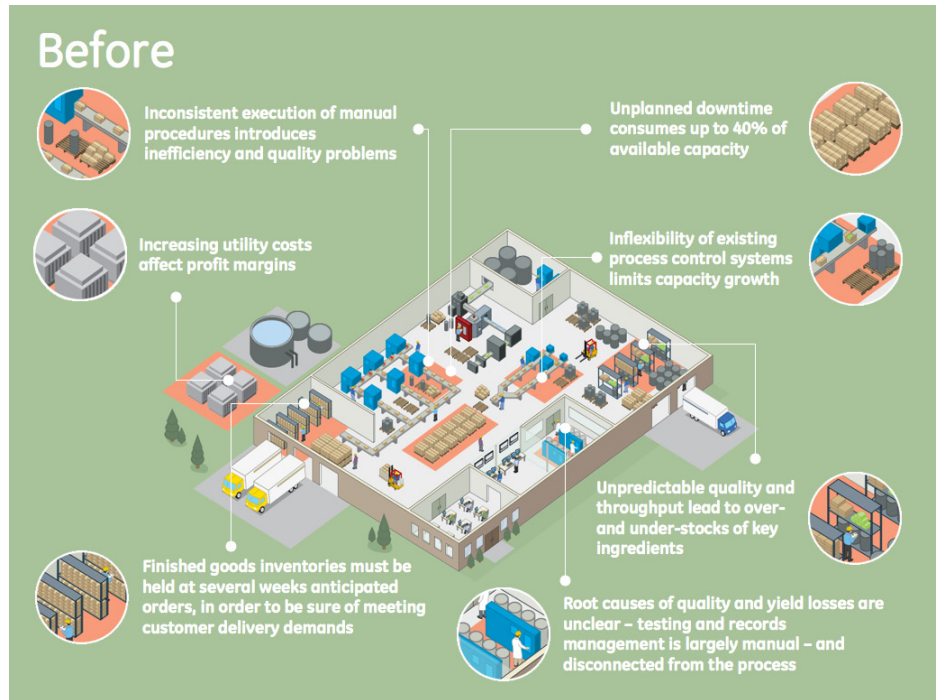 Before
Inconsistent execution of manual
procedures introduces
inefficiency and quality problems
Unplanned downtime
consumes up to 40% of
available capacity
Increasing utility costs
affect profit margins
Inflexibility of existing
process control systems
limits capacity growth
Unpredictable quality and
throughput lead to over-
and under-stocks of key
ingredients
Finished goods inventories must be
held at several weeks anticipated
orders, in order to be sure of meeting
customer delivery demands
Root causes of quality and yield losses are
unclear – testing and records
management is largely manual – and
disconnected from the process